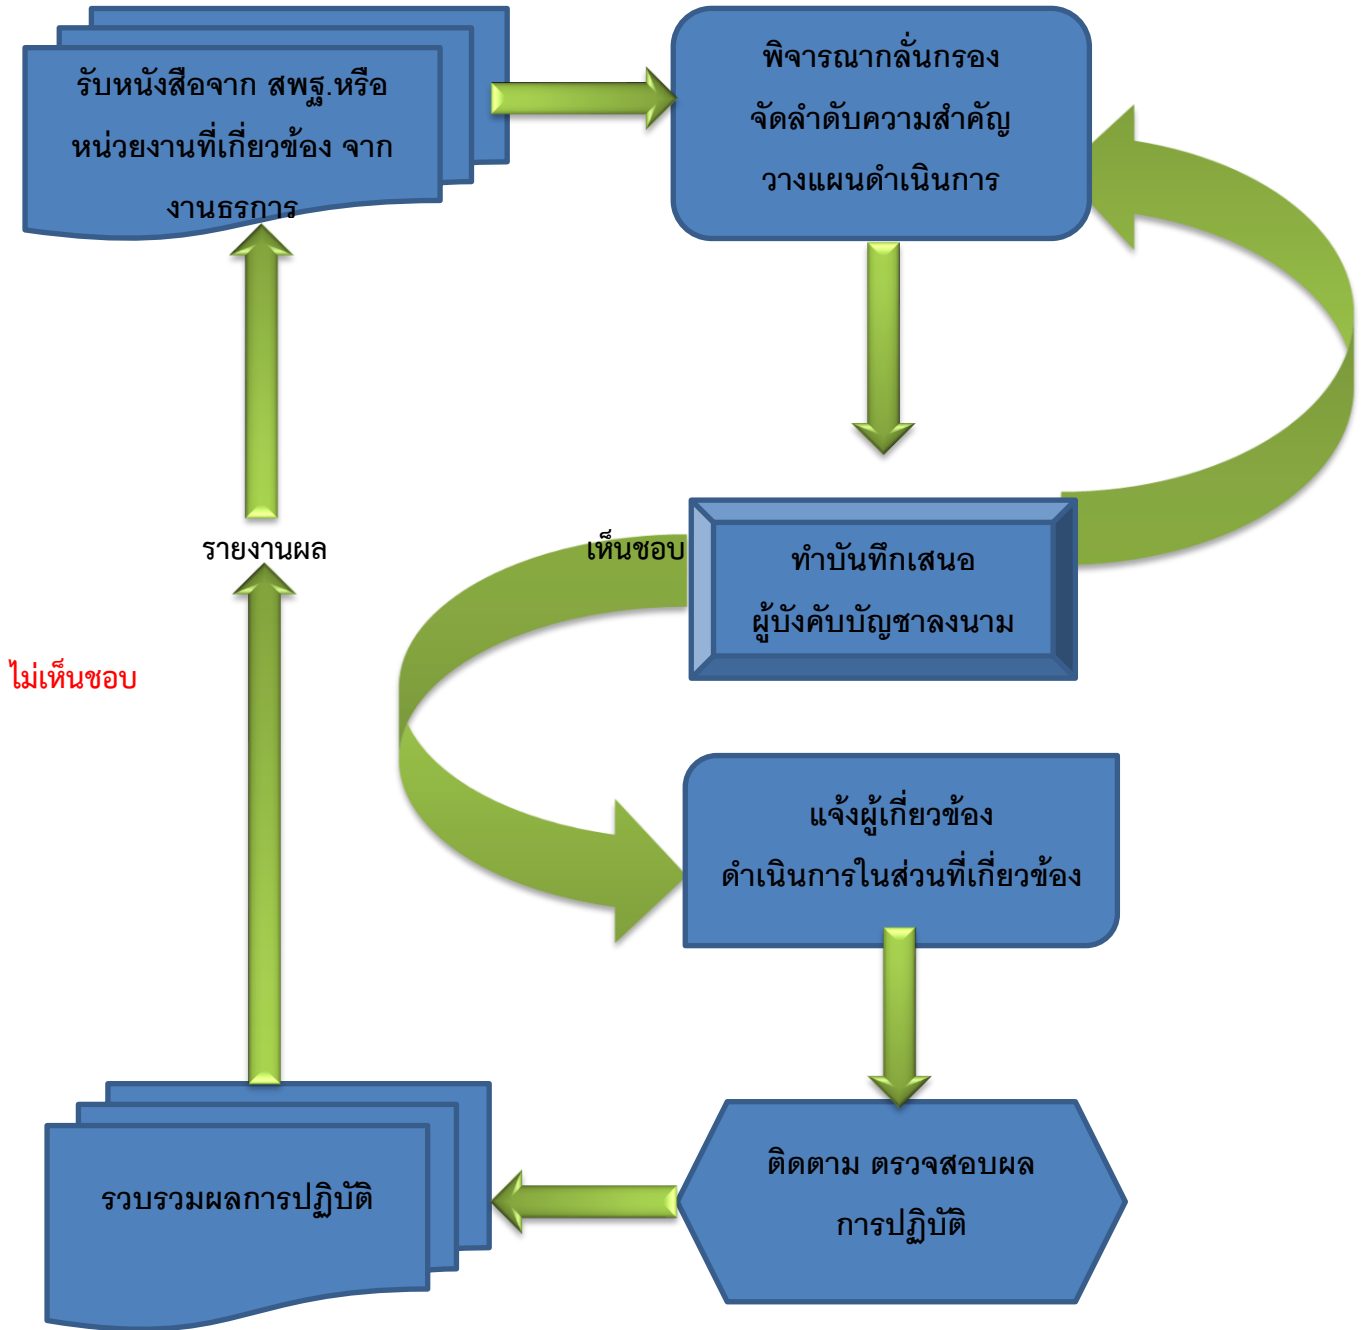 รับหนังสือจาก สพฐ.หรือ
หน่วยงานที่เกี่ยวข้อง จาก
งานธุรการ
พิจารณากลั่นกรอง
จัดลำดับความสำคัญ
วางแผนดำเนินการ
รายงานผล
เห็นชอบ
ทำบันทึกเสนอ
ผู้บังคับบัญชาลงนาม
ไม่เห็นชอบ
แจ้งผู้เกี่ยวข้อง
ดำเนินการในส่วนที่เกี่ยวข้อง
ติดตาม ตรวจสอบผล
การปฏิบัติ
รวบรวมผลการปฏิบัติ